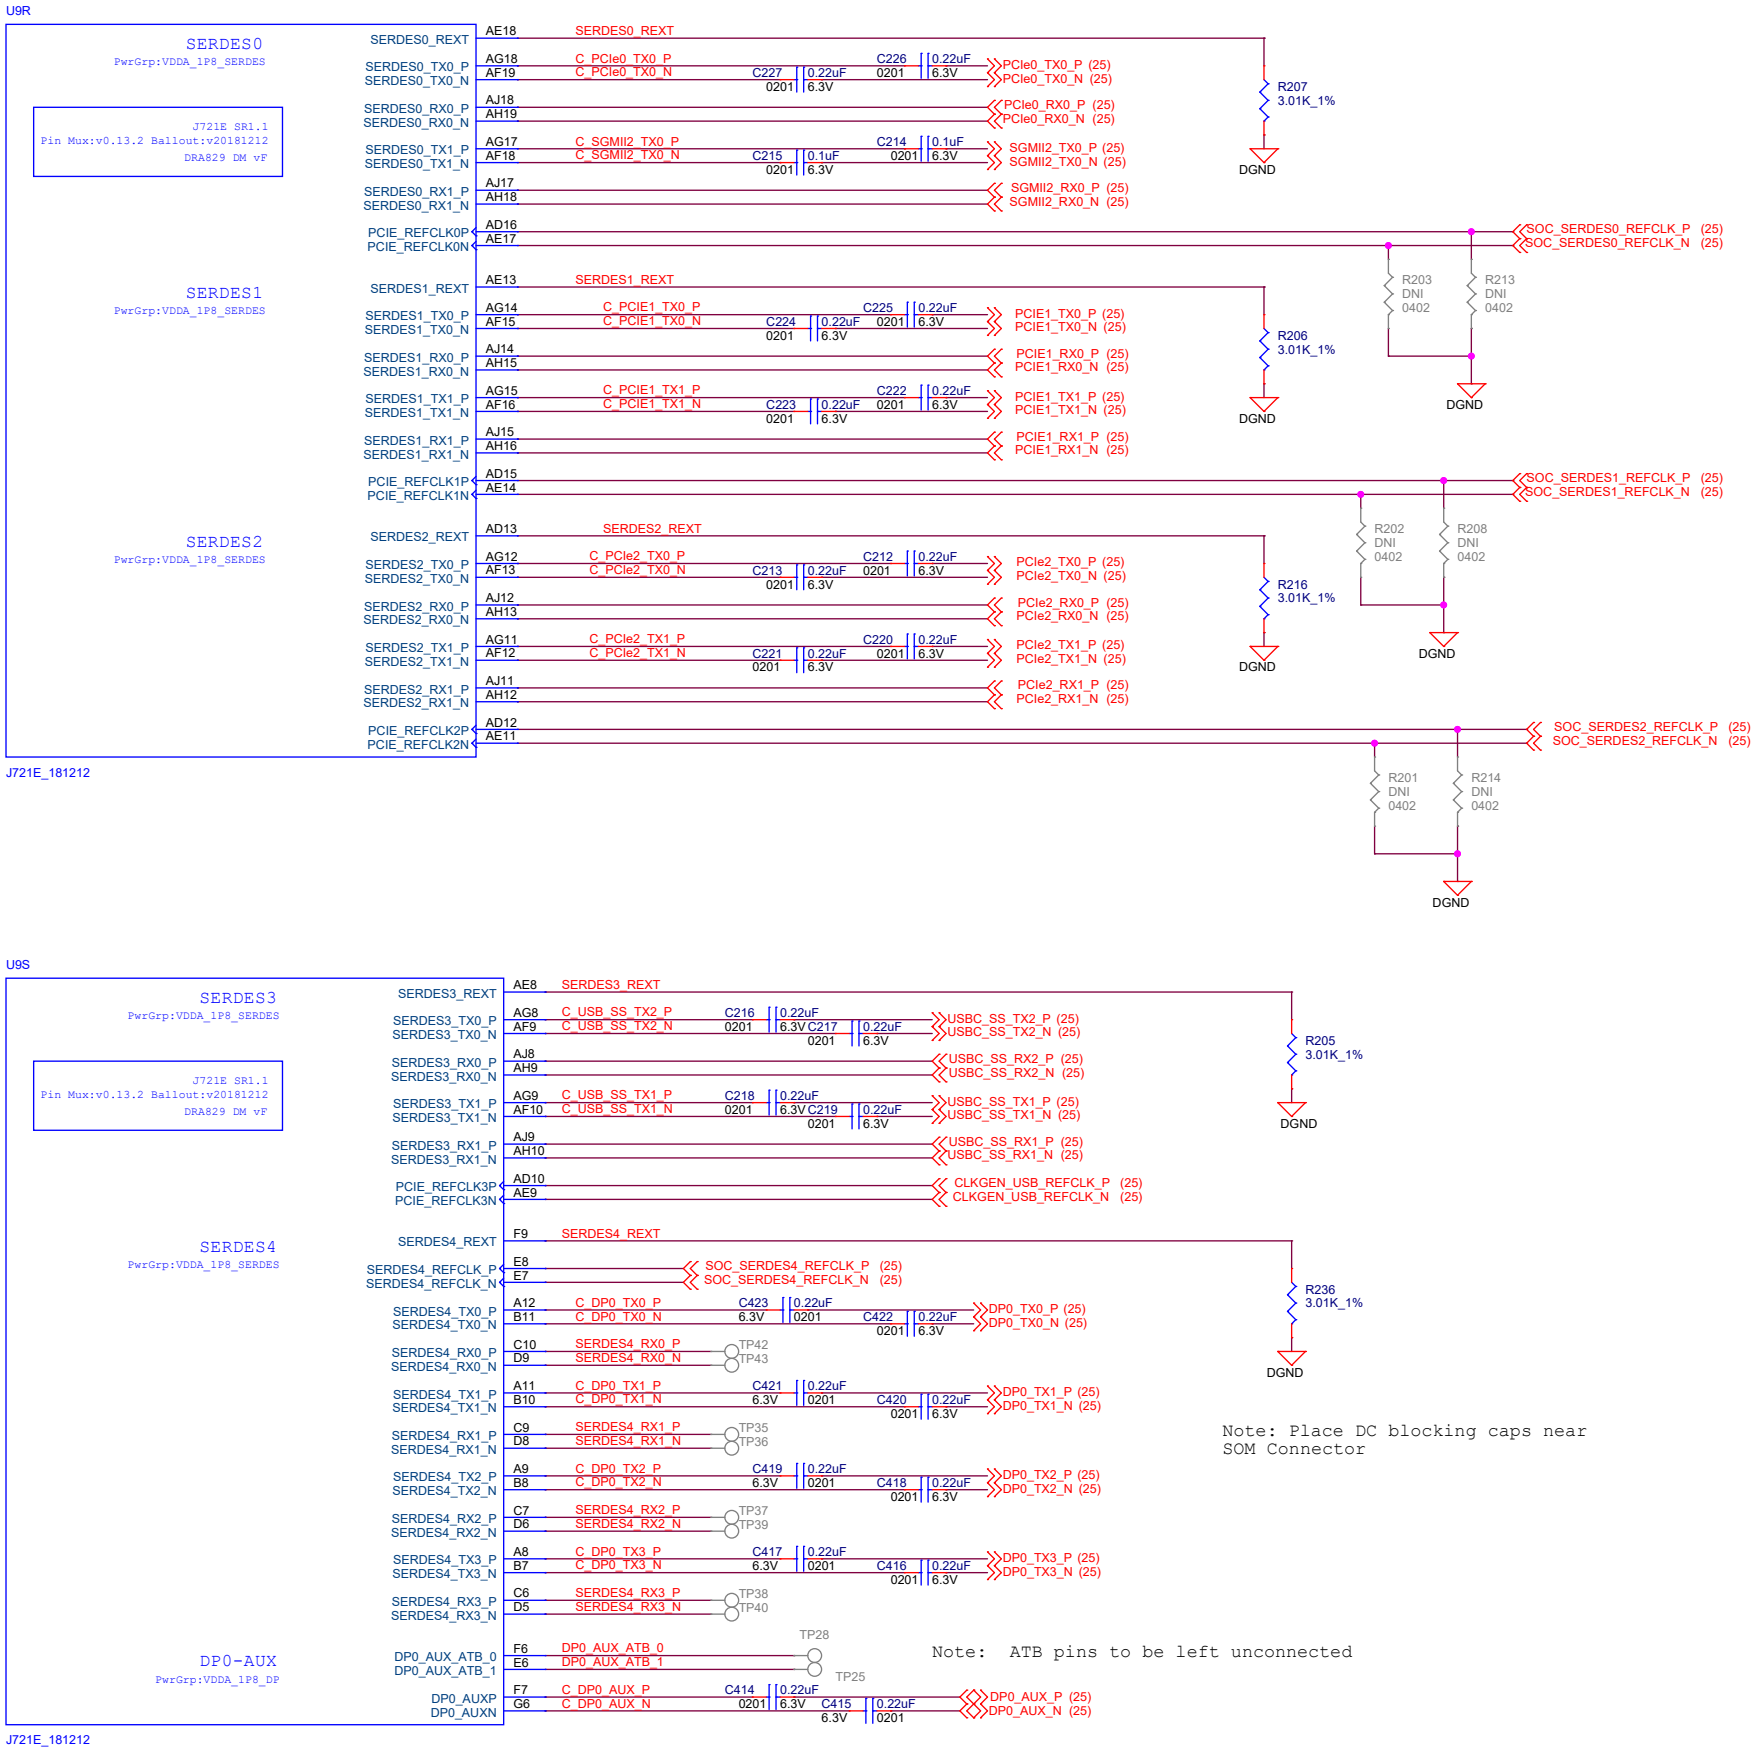 U9R
SERDES0
PwrGrp:VDDA_1P8_SERDES
J721E SR1.1
Pin Mux:v0.13.2 Ballout:v20181212
DRA829 DM vF
SERDES0_REXT AE18 SERDES0_REXT
SERDES0_TX0_P AG18 C_PCIe0_TX0_P C226 0.22uF 0201 6.3V PCIe0_TX0_P (25)
SERDES0_TX0_N AF19 C_PCIe0_TX0_N C227 0.22uF 0201 6.3V PCIe0_TX0_N (25)
R207
3.01K_1%
DGND
SERDES0_RX0_P AJ18 PCIe0_RX0_P (25)
SERDES0_RX0_N AH19 PCIe0_RX0_N (25)
SERDES0_TX1_P AG17 C_SGMII2_TX0_P C214 0.1uF 0201 6.3V SGMII2_TX0_P (25)
SERDES0_TX1_N AF18 C_SGMII2_TX0_N C215 0.1uF 0201 6.3V SGMII2_TX0_N (25)
SERDES0_RX1_P AJ17 SGMII2_RX0_P (25)
SERDES0_RX1_N AH18 SGMII2_RX0_N (25)
PCIE_REFCLK0P AD16 SOC_SERDES0_REFCLK_P (25)
PCIE_REFCLK0N AE17 SOC_SERDES0_REFCLK_N (25)
R203 R213
DNI DNI
0402 0402
DGND
SERDES1
PwrGrp:VDDA_1P8_SERDES
SERDES1_REXT AE13 SERDES1_REXT
SERDES1_TX0_P AG14 C_PCIE1_TX0_P C225 0.22uF 0201 6.3V PCIE1_TX0_P (25)
SERDES1_TX0_N AF15 C_PCIE1_TX0_N C224 0.22uF 0201 6.3V PCIE1_TX0_N (25)
R206
3.01K_1%
DGND
SERDES1_RX0_P AJ14 PCIE1_RX0_P (25)
SERDES1_RX0_N AH15 PCIE1_RX0_N (25)
SERDES1_TX1_P AG15 C_PCIE1_TX1_P C222 0.22uF 0201 6.3V PCIE1_TX1_P (25)
SERDES1_TX1_N AF16 C_PCIE1_TX1_N C223 0.22uF 0201 6.3V PCIE1_TX1_N (25)
SERDES1_RX1_P AJ15 PCIE1_RX1_P (25)
SERDES1_RX1_N AH16 PCIE1_RX1_N (25)
PCIE_REFCLK1P AD15 SOC_SERDES1_REFCLK_P (25)
PCIE_REFCLK1N AE14 SOC_SERDES1_REFCLK_N (25)
R202 R208
DNI DNI
0402 0402
DGND
SERDES2
PwrGrp:VDDA_1P8_SERDES
SERDES2_REXT AD13 SERDES2_REXT
SERDES2_TX0_P AG12 C_PCIe2_TX0_P C212 0.22uF 0201 6.3V PCIe2_TX0_P (25)
SERDES2_TX0_N AF13 C_PCIe2_TX0_N C213 0.22uF 0201 6.3V PCIe2_TX0_N (25)
R216
3.01K_1%
DGND
SERDES2_RX0_P AJ12 PCIe2_RX0_P (25)
SERDES2_RX0_N AH13 PCIe2_RX0_N (25)
SERDES2_TX1_P AG11 C_PCIe2_TX1_P C220 0.22uF 0201 6.3V PCIe2_TX1_P (25)
SERDES2_TX1_N AF12 C_PCIe2_TX1_N C221 0.22uF 0201 6.3V PCIe2_TX1_N (25)
SERDES2_RX1_P AJ11 PCIe2_RX1_P (25)
SERDES2_RX1_N AH12 PCIe2_RX1_N (25)
PCIE_REFCLK2P AD12 SOC_SERDES2_REFCLK_P (25)
PCIE_REFCLK2N AE11 SOC_SERDES2_REFCLK_N (25)
J721E_181212
R201 R214
DNI DNI
0402 0402
DGND
U9S
SERDES3
PwrGrp:VDDA_1P8_SERDES
J721E SR1.1
Pin Mux:v0.13.2 Ballout:v20181212
DRA829 DM vF
SERDES3_REXT AE8 SERDES3_REXT
SERDES3_TX0_P AG8 C_USB_SS_TX2_P C216 0.22uF 0201 6.3V USBC_SS_TX2_P (25)
SERDES3_TX0_N AF9 C_USB_SS_TX2_N C217 0.22uF 0201 6.3V USBC_SS_TX2_N (25)
R205
3.01K_1%
DGND
SERDES3_RX0_P AJ8 USBC_SS_RX2_P (25)
SERDES3_RX0_N AH9 USBC_SS_RX2_N (25)
SERDES3_TX1_P AG9 C_USB_SS_TX1_P C218 0.22uF 0201 6.3V USBC_SS_TX1_P (25)
SERDES3_TX1_N AF10 C_USB_SS_TX1_N C219 0.22uF 0201 6.3V USBC_SS_TX1_N (25)
SERDES3_RX1_P AJ9 USBC_SS_RX1_P (25)
SERDES3_RX1_N AH10 USBC_SS_RX1_N (25)
PCIE_REFCLK3P AD10 CLKGEN_USB_REFCLK_P (25)
PCIE_REFCLK3N AE9 CLKGEN_USB_REFCLK_N (25)
SERDES4
PwrGrp:VDDA_1P8_SERDES
SERDES4_REXT F9 SERDES4_REXT
SERDES4_REFCLK_P E8 SOC_SERDES4_REFCLK_P (25)
SERDES4_REFCLK_N E7 SOC_SERDES4_REFCLK_N (25)
R236
3.01K_1%
DGND
SERDES4_TX0_P A12 C_DP0_TX0_P C423 0.22uF 6.3V 0201 DP0_TX0_P (25)
SERDES4_TX0_N B11 C_DP0_TX0_N C422 0.22uF 0201 6.3V DP0_TX0_N (25)
SERDES4_RX0_P C10 SERDES4_RX0_P TP42
SERDES4_RX0_N D9 SERDES4_RX0_N TP43
SERDES4_TX1_P A11 C_DP0_TX1_P C421 0.22uF 6.3V 0201 DP0_TX1_P (25)
SERDES4_TX1_N B10 C_DP0_TX1_N C420 0.22uF 0201 6.3V DP0_TX1_N (25)
SERDES4_RX1_P C9 SERDES4_RX1_P TP35
SERDES4_RX1_N D8 SERDES4_RX1_N TP36
Note: Place DC blocking caps near
SOM Connector
SERDES4_TX2_P A9 C_DP0_TX2_P C419 0.22uF 6.3V 0201 DP0_TX2_P (25)
SERDES4_TX2_N B8 C_DP0_TX2_N C418 0.22uF 0201 6.3V DP0_TX2_N (25)
SERDES4_RX2_P C7 SERDES4_RX2_P TP37
SERDES4_RX2_N D6 SERDES4_RX2_N TP39
SERDES4_TX3_P A8 C_DP0_TX3_P C417 0.22uF 6.3V 0201 DP0_TX3_P (25)
SERDES4_TX3_N B7 C_DP0_TX3_N C416 0.22uF 0201 6.3V DP0_TX3_N (25)
SERDES4_RX3_P C6 SERDES4_RX3_P TP38
SERDES4_RX3_N D5 SERDES4_RX3_N TP40
DP0-AUX
PwrGrp:VDDA_1P8_DP
DP0_AUX_ATB_0 F6 DP0_AUX_ATB_0 TP28
DP0_AUX_ATB_1 E6 DP0_AUX_ATB_1 TP25
Note: ATB pins to be left unconnected
DP0_AUXP F7 C_DP0_AUX_P C414 0.22uF 0201 6.3V DP0_AUX_P (25)
DP0_AUXN G6 C_DP0_AUX_N C415 0.22uF 6.3V 0201 DP0_AUX_N (25)
J721E_181212